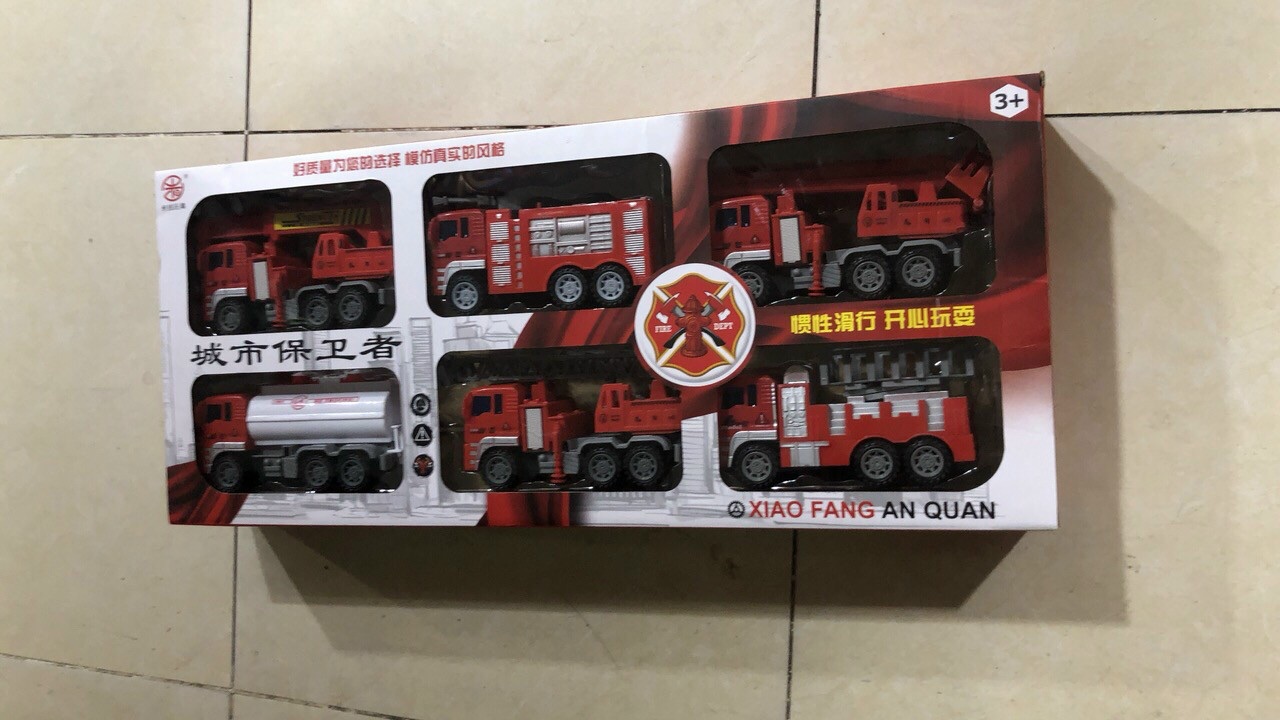 3+
好质量为您的选择 模仿真实的风格
FIRE DEPT
惯性滑行 开心玩耍
城市保卫者
XIAO FANG AN QUAN